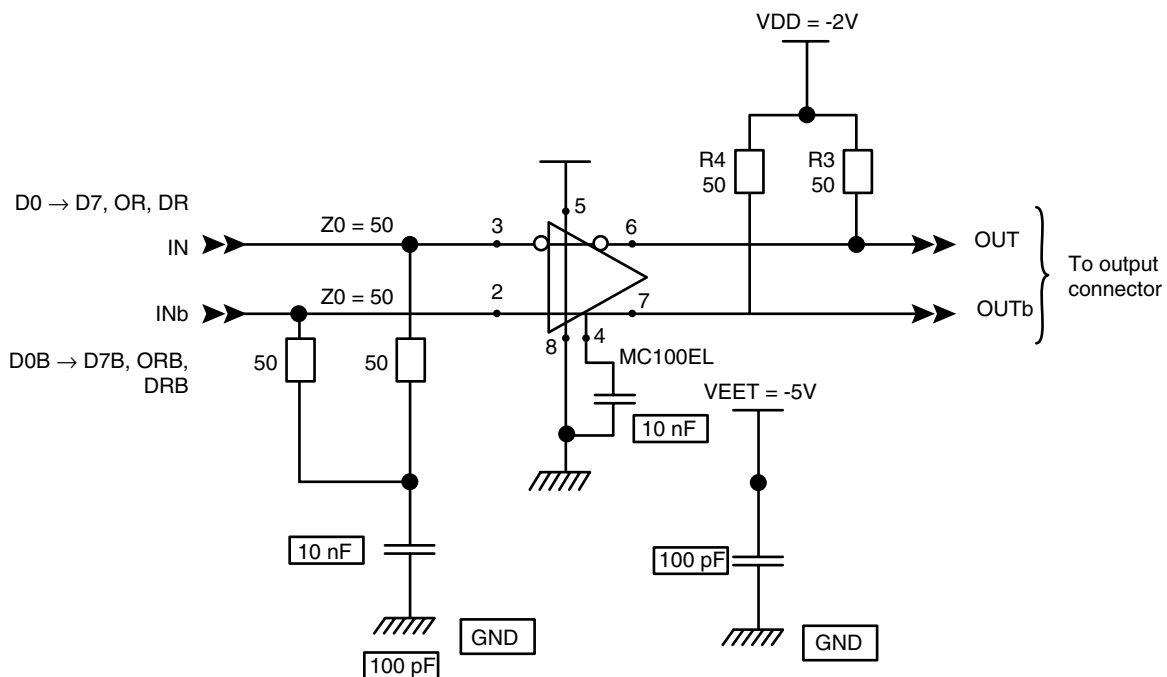 VDD = -2V
R4
50
R3
50
D0 → D7, OR, DR
IN
Z0 = 50
3
5
6
OUT
To output
connector
INb
Z0 = 50
2
7
OUTb
D0B → D7B, ORB,
DRB
50
50
8
4
MC100EL
10 nF
VEET = -5V
10 nF
100 pF
GND
GND
100 pF